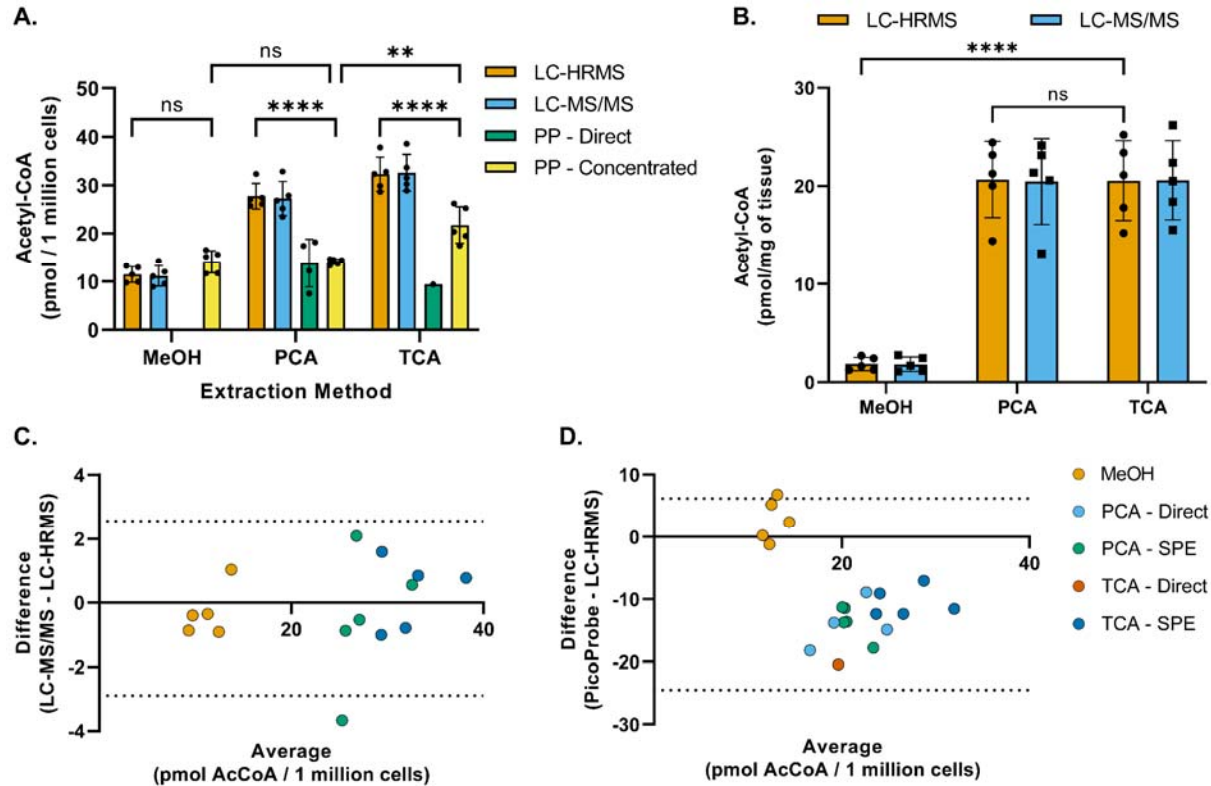 A.
ns
**
ns
****
****
50
40
30
20
10
0
Acetyl-CoA
(pmol / 1 million cells)
MeOH
PCA
TCA
Extraction Method
LC-HRMS
LC-MS/MS
PP - Direct
PP - Concentrated
B.
LC-HRMS
LC-MS/MS
****
ns
30
20
10
0
Acetyl-CoA
(pmol/mg of tissue)
MeOH
PCA
TCA
C.
4
2
0
-2
-4
20
40
Difference
(LC-MS/MS - LC-HRMS)
Average
(pmol AcCoA / 1 million cells)
D.
10
0
-10
-20
-30
20
40
Difference
(PicoProbe - LC-HRMS)
Average
(pmol AcCoA / 1 million cells)
MeOH
PCA - Direct
PCA - SPE
TCA - Direct
TCA - SPE